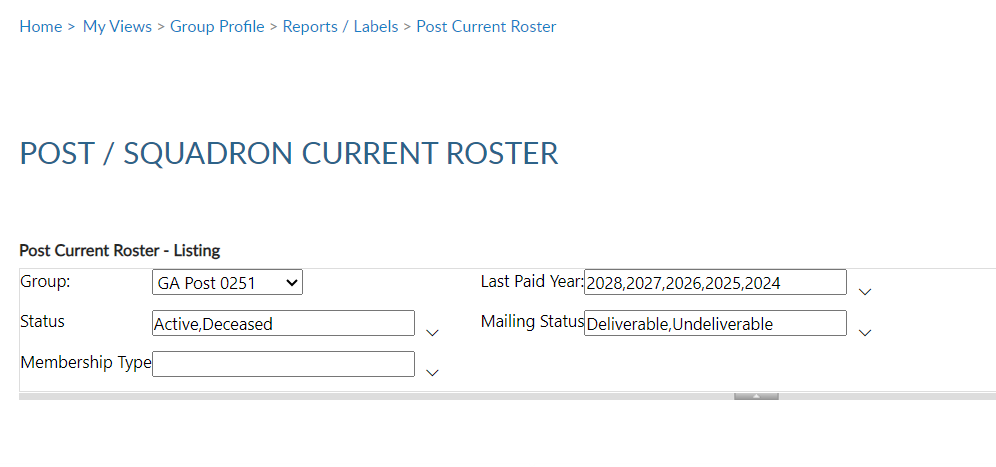 Home > My Views > Group Profile > Reports / Labels > Post Current Roster
POST / SQUADRON CURRENT ROSTER
Post Current Roster - Listing
Group: GA Post 0251 Last Paid Year: 2028,2027,2026,2025,2024
Status Active,Deceased Mailing Status Deliverable,Undeliverable
Membership Type